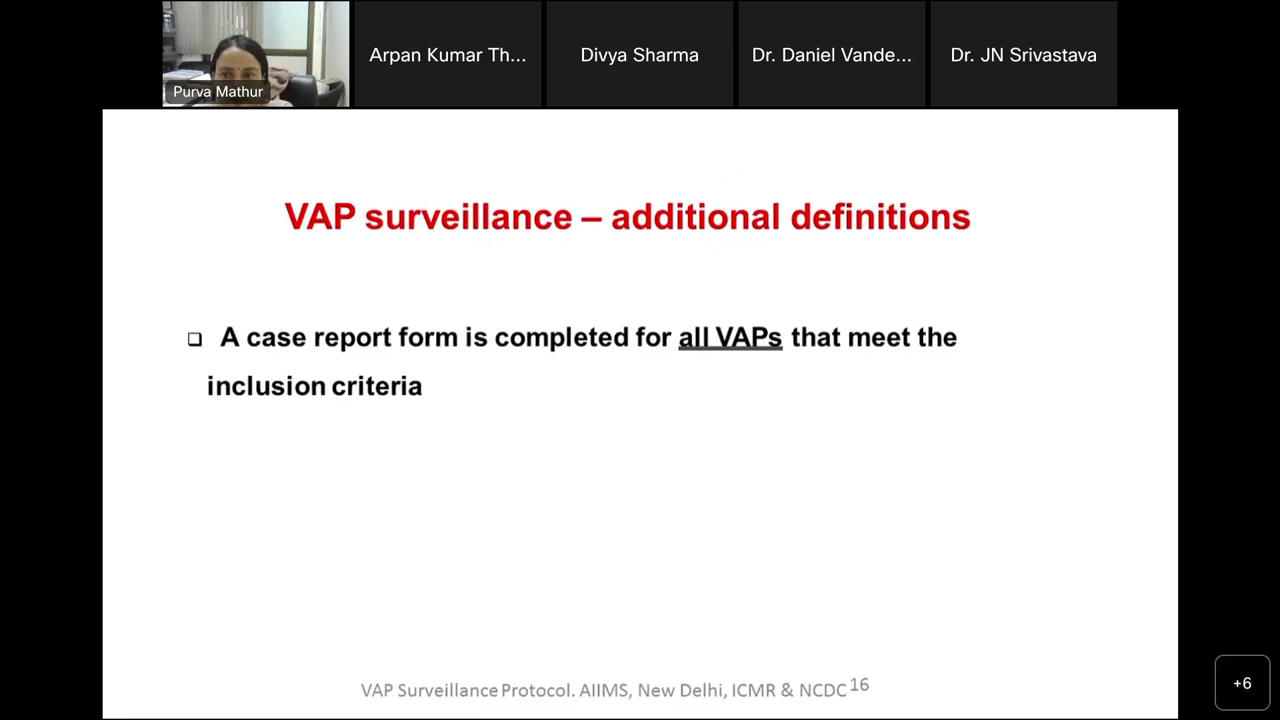 Purva Mathur
Arpan Kumar Th...
Divya Sharma
Dr. Daniel Vande...
Dr. JN Srivastava
VAP surveillance – additional definitions
❑ A case report form is completed for all VAPs that meet the
inclusion criteria
VAP Surveillance Protocol. AIIMS, New Delhi, ICMR & NCDC 16
+6